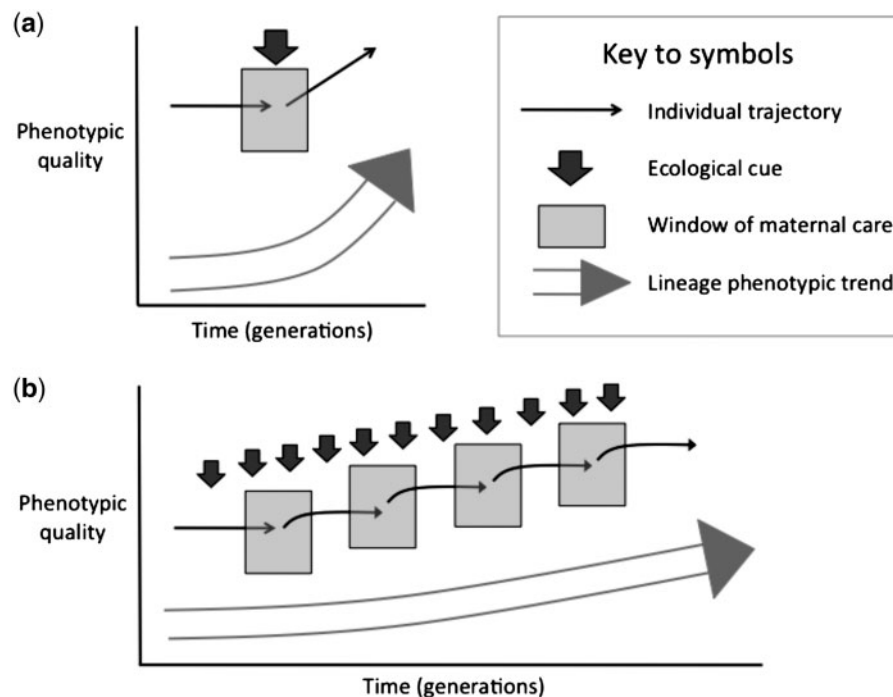 (a)
Phenotypic
quality
Time (generations)
Key to symbols
Individual trajectory
Ecological cue
Window of maternal care
Lineage phenotypic trend
(b)
Phenotypic
quality
Time (generations)